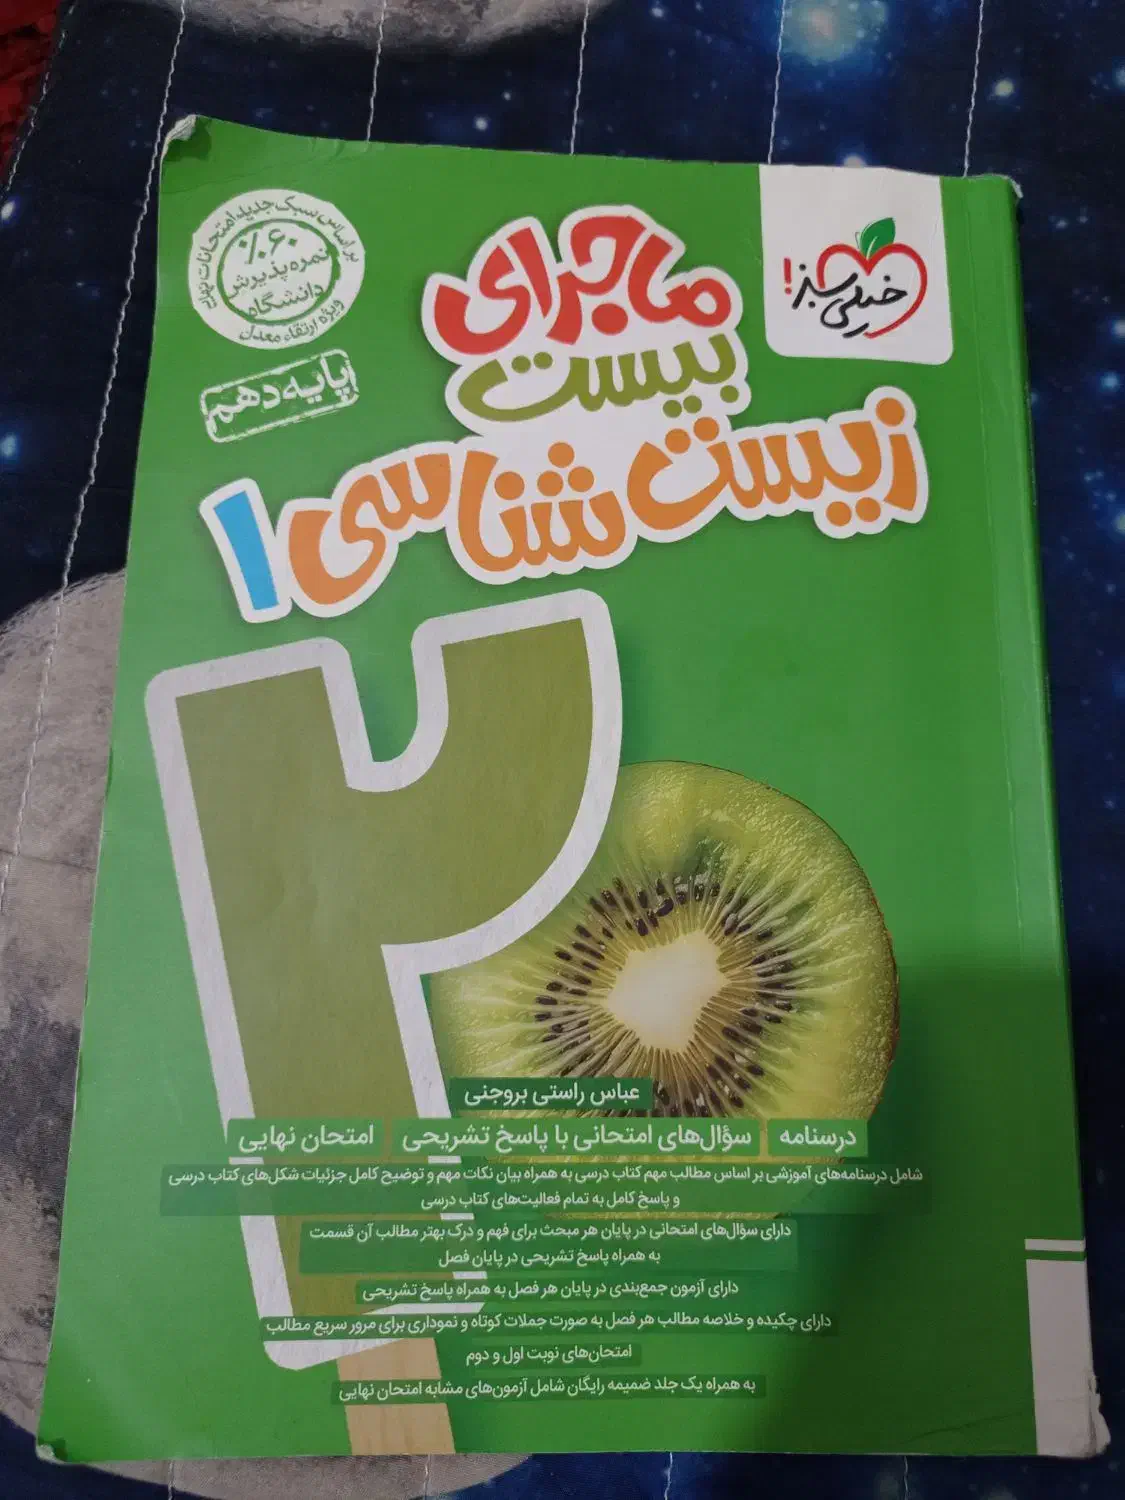 خیلی سبز!
ماجرای
بیست
زیست‌شناسی ۱
بر اساس سبک جدید امتحانات نهایی
۶۰٪
نمره پذیرش
دانشگاه
ویژه ارتقاء معدل
پایه دهم
۲۰
عباس راستی بروجنی
درسنامه سؤال‌های امتحانی با پاسخ تشریحی امتحان نهایی
شامل درسنامه‌های آموزشی بر اساس مطالب مهم کتاب درسی به همراه بیان نکات مهم و توضیح کامل جزئیات شکل‌های کتاب درسی
و پاسخ کامل به تمام فعالیت‌های کتاب درسی
دارای سؤال‌های امتحانی در پایان هر مبحث برای فهم و درک بهتر مطالب آن قسمت
به همراه پاسخ تشریحی در پایان فصل
دارای آزمون جمع‌بندی در پایان هر فصل به همراه پاسخ تشریحی
دارای چکیده و خلاصه مطالب هر فصل به صورت جملات کوتاه و نموداری برای مرور سریع مطالب
امتحان‌های نوبت اول و دوم
به همراه یک جلد ضمیمه رایگان شامل آزمون‌های مشابه امتحان نهایی